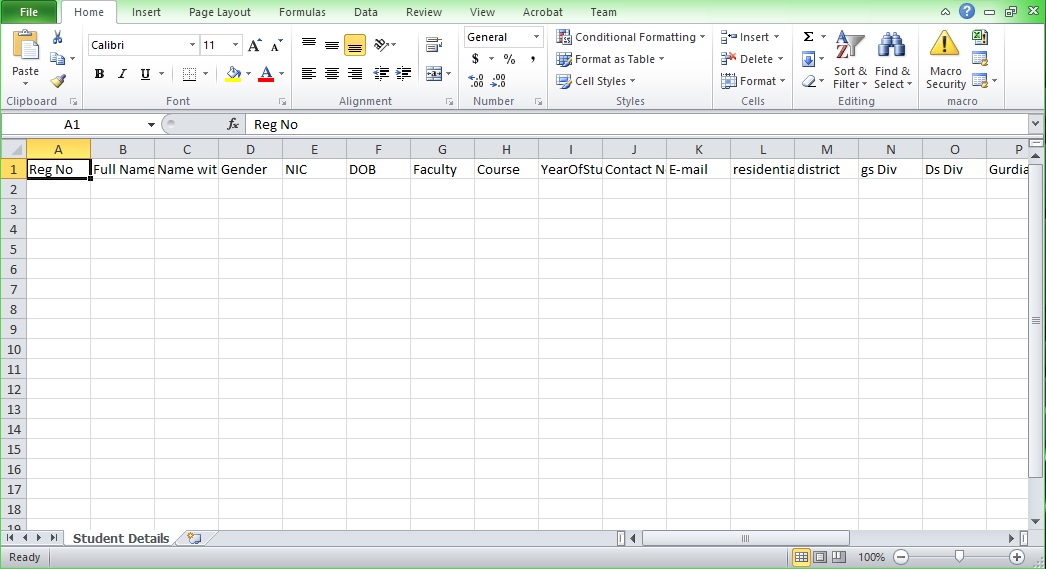 File Home Insert Page Layout Formulas Data Review View Acrobat Team
Calibri 11 General Conditional Formatting Insert Σ
Paste $ % , Format as Table Delete Sort & Filter Find & Select Macro Security
B I U A Cell Styles Format
Clipboard Font Alignment Number Styles Cells Editing macro
A1 fx Reg No
A B C D E F G H I J K L M N O P
1 Reg No Full Name Name wit Gender NIC DOB Faculty Course YearOfStu Contact N E-mail residentia district gs Div Ds Div Gurdia
2
3
4
5
6
7
8
9
10
11
12
13
14
15
16
17
18
19
Student Details
Ready 100%